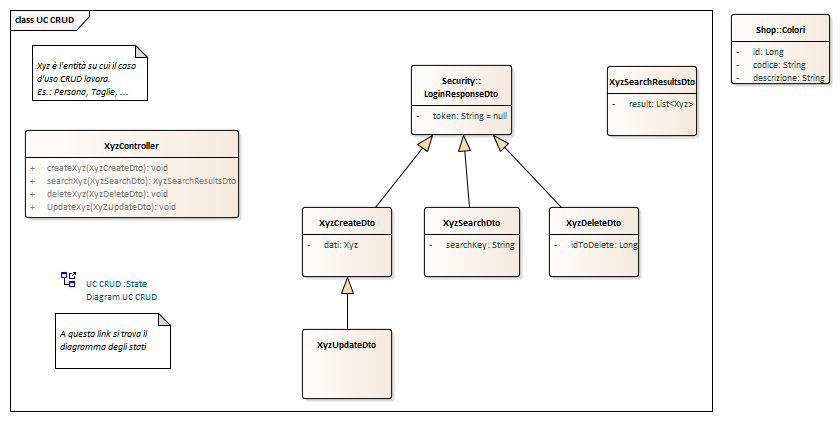 class UC CRUD
Xyz è l'entità su cui il caso
d'uso CRUD lavora.
Es.: Persona, Taglie, ...
XyzController
+ createXyz(XyzCreateDto): void
+ searchXyz(XyzSearchDto): XyzSearchResultsDto
+ deleteXyz(XyzDeleteDto): void
+ UpdateXyz(XyZUpdateDto): void
UC CRUD :State
Diagram UC CRUD
A questo link si trova il
diagramma degli stati
Security::
LoginResponseDto
- token: String = null
XyzCreateDto
- dati: Xyz
XyzSearchDto
- searchKey: String
XyzDeleteDto
- idToDelete: Long
XyzUpdateDto
XyzSearchResultsDto
- result: List<Xyz>
Shop::Colori
- id: Long
- codice: String
- descrizione: String